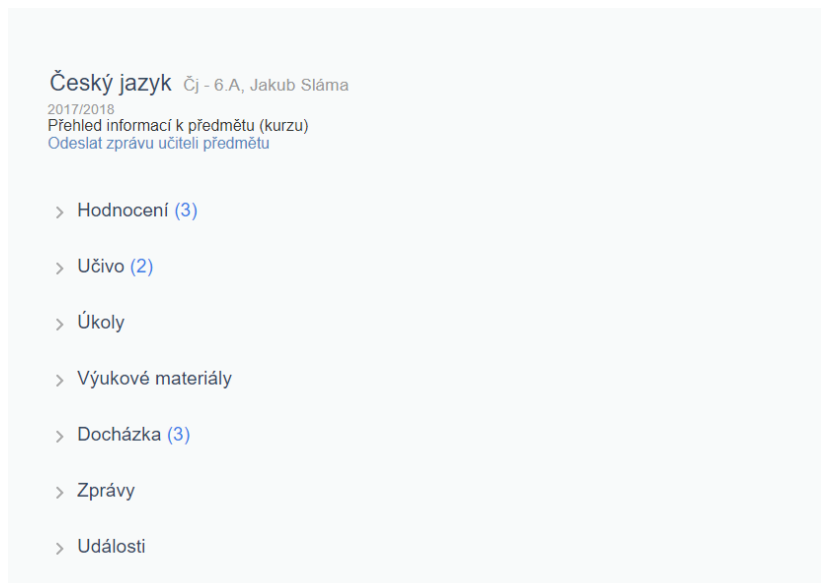 Český jazyk Čj - 6.A, Jakub Sláma
2017/2018
Přehled informací k předmětu (kurzu)
Odeslat zprávu učiteli předmětu
Hodnocení (3)
Učivo (2)
Úkoly
Výukové materiály
Docházka (3)
Zprávy
Události